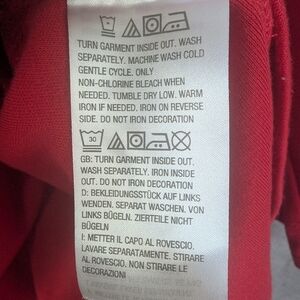 TURN GARMENT INSIDE OUT. WASH
SEPARATELY. MACHINE WASH COLD
GENTLE CYCLE. ONLY
NON-CHLORINE BLEACH WHEN
NEEDED. TUMBLE DRY LOW. WARM
IRON IF NEEDED. IRON ON REVERSE
SIDE. DO NOT IRON DECORATION
30
GB: TURN GARMENT INSIDE OUT.
WASH SEPARATELY. IRON INSIDE
OUT. DO NOT IRON DECORATION
D: BEKLEIDUNGSSTÜCK AUF LINKS
WENDEN. SEPARAT WASCHEN. VON
LINKS BÜGELN. ZIERTEILE NICHT
BÜGELN
I: METTER IL CAPO AL ROVESCIO.
LAVARE SEPARATAMENTE. STIRARE
AL ROVESCIO. NON STIRARE LE
DECORAZIONI